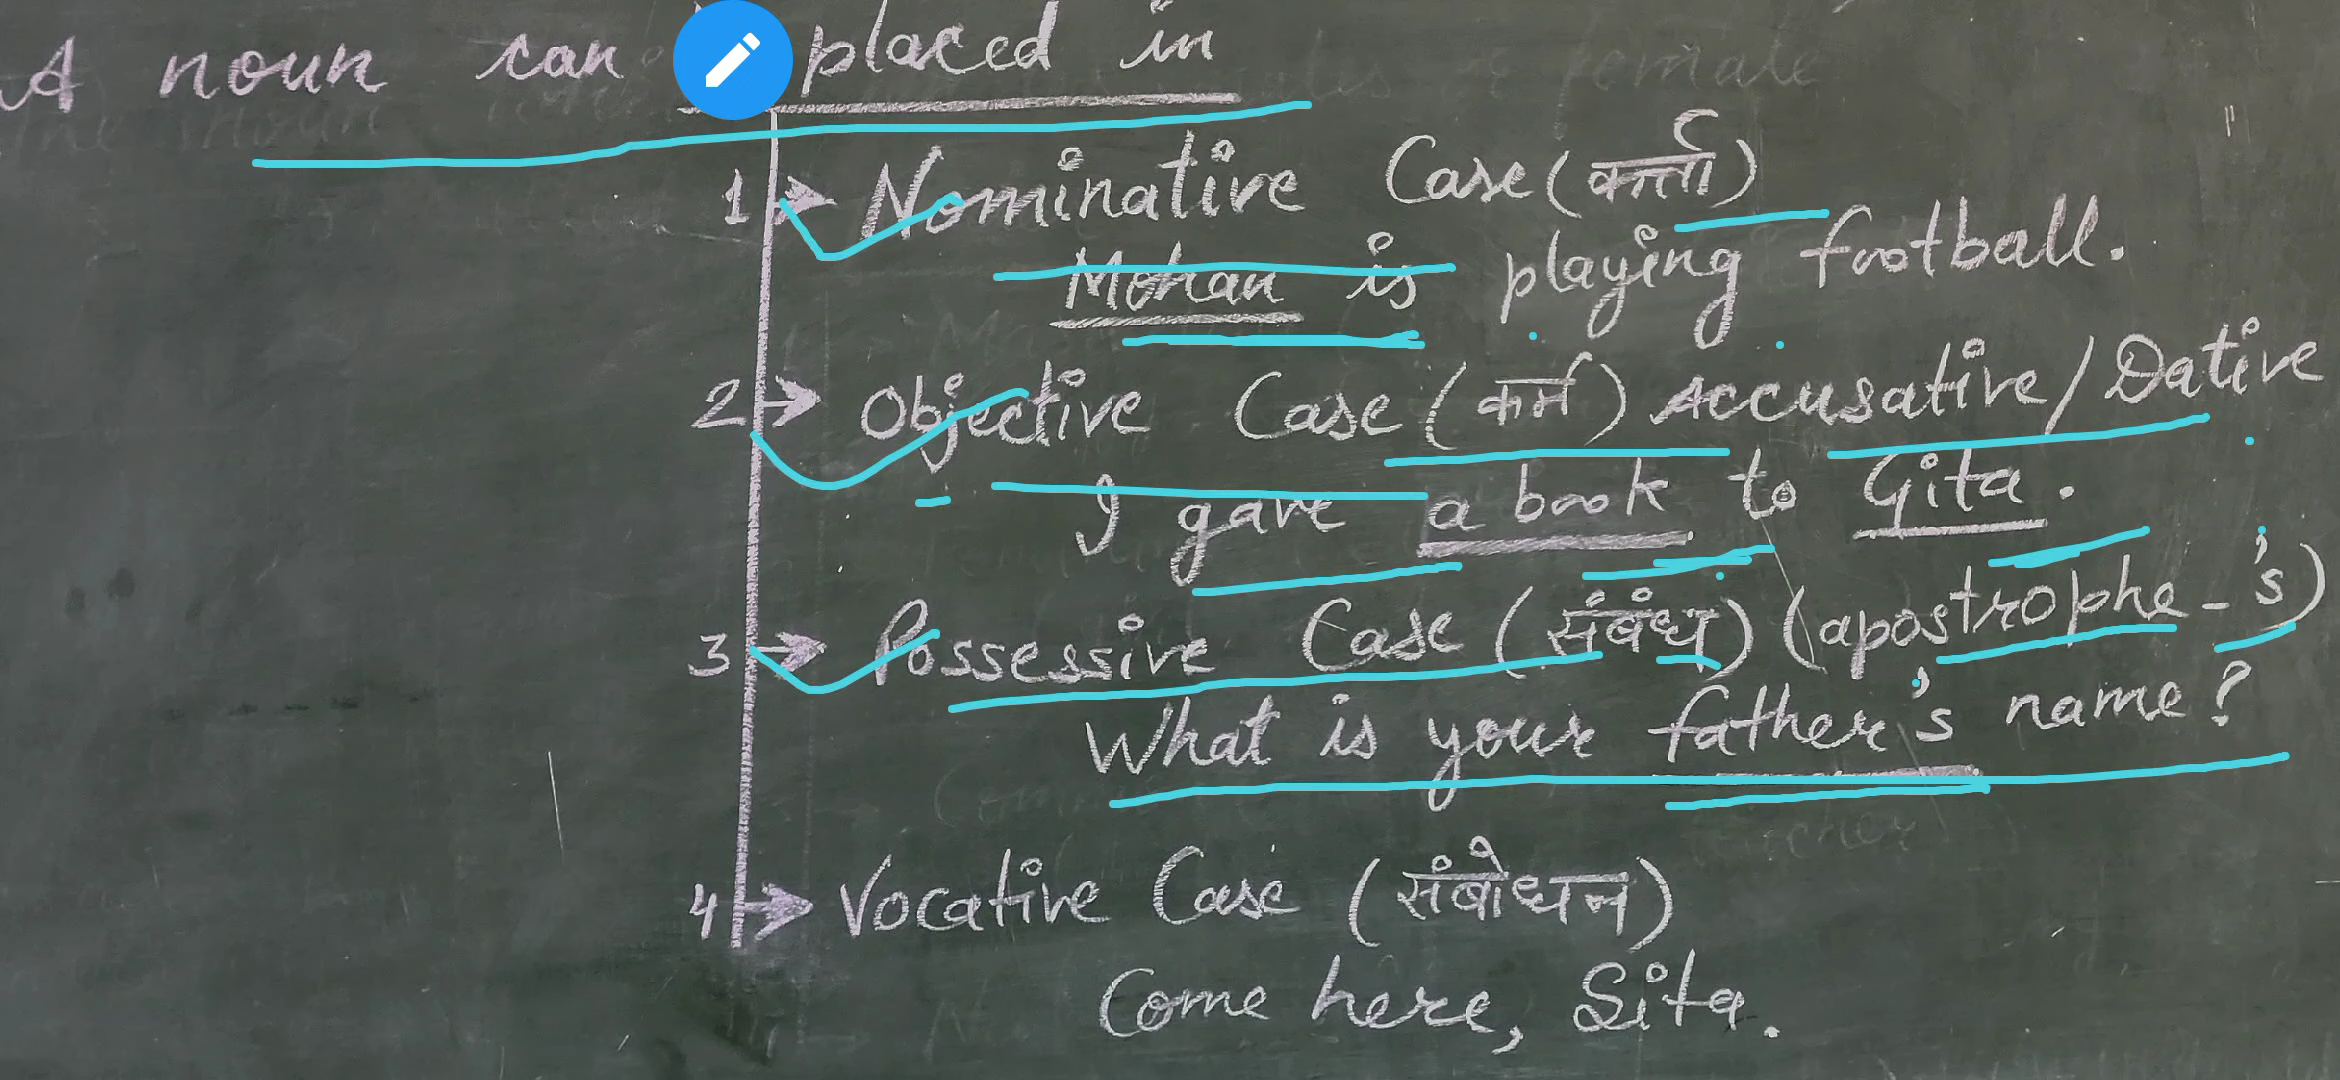 A noun can placed in
1 → Nominative Case (कर्त्ता)
Mohan is playing football.
2 → Objective Case (कर्म) Accusative/Dative
I gave a book to Gita.
3 → Possessive Case (संबंध) (apostrophe - 's)
What is your father's name?
4 → Vocative Case (संबोधन)
Come here, Sita.